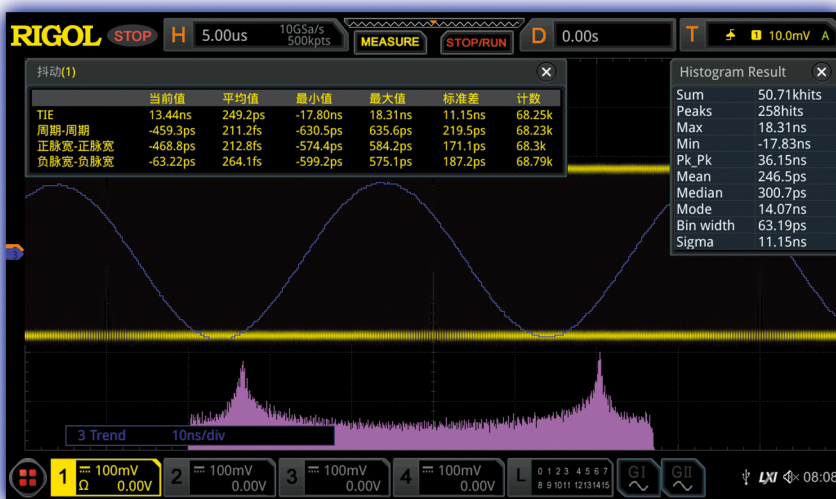 RIGOL STOP H 5.00us 10GSa/s 500kpts MEASURE STOP/RUN D 0.00s T 1 10.0mV A
抖动(1)
当前值 平均值 最小值 最大值 标准差 计数
TIE 13.44ns 249.2ps -17.80ns 18.31ns 11.15ns 68.25k
周期-周期 -459.3ps 211.2fs -630.5ps 635.6ps 219.5ps 68.23k
正脉宽-正脉宽 -468.8ps 212.8fs -574.4ps 584.2ps 171.1ps 68.3k
负脉宽-负脉宽 -63.22ps 264.1fs -599.2ps 575.1ps 187.2ps 68.79k
Histogram Result
Sum 50.71khits
Peaks 258hits
Max 18.31ns
Min -17.83ns
Pk_Pk 36.15ns
Mean 246.5ps
Median 300.7ps
Mode 14.07ns
Bin width 63.19ps
Sigma 11.15ns
3 Trend 10ns/div
1 100mV Ω 0.00V 2 100mV 0.00V 3 100mV 0.00V 4 100mV 0.00V L 0 1 2 3 4 5 6 7 8 9 10 11 12 13 14 15 GI GII LXI 08:08